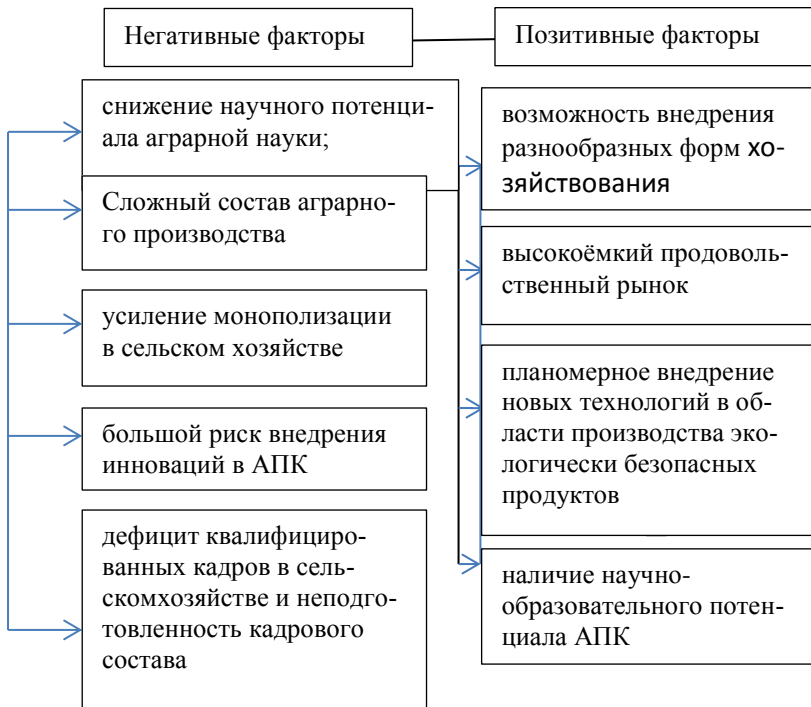 Негативные факторы
Позитивные факторы
снижение научного потенци-
ала аграрной науки;
Сложный состав аграрно-
го производства
усиление монополизации
в сельском хозяйстве
большой риск внедрения
инноваций в АПК
дефицит квалифициро-
ванных кадров в сель-
скомхозяйстве и неподго-
товленность кадрового
состава
возможность внедрения
разнообразных форм хо-
зяйствования
высокоёмкий продоволь-
ственный рынок
планомерное внедрение
новых технологий в об-
ласти производства эко-
логически безопасных
продуктов
наличие научно-
образовательного потен-
циала АПК